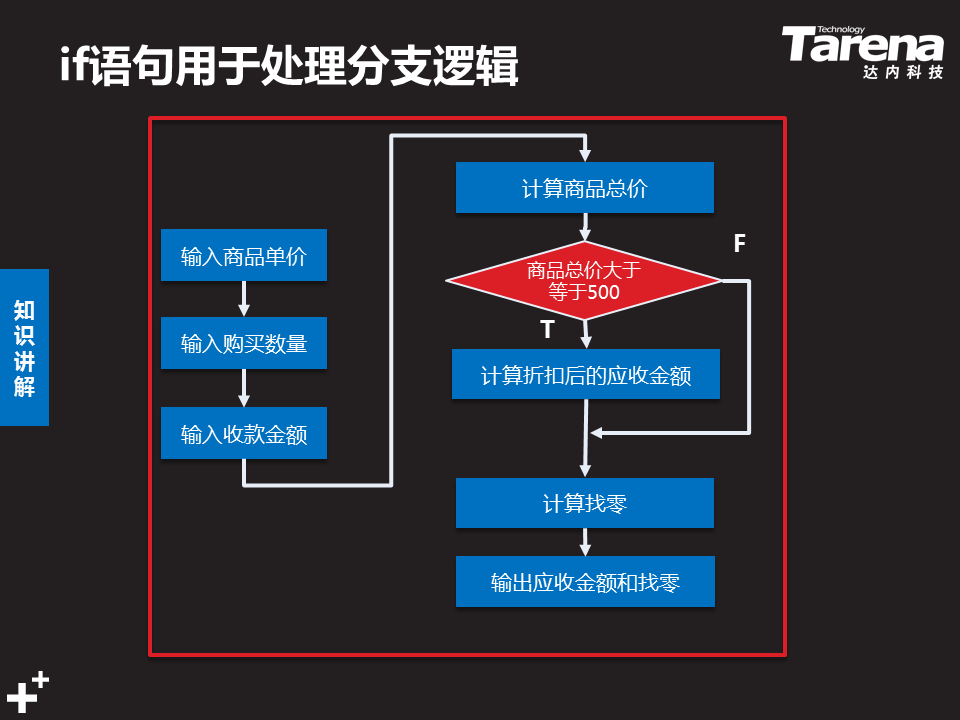 if语句用于处理分支逻辑
Technology
Tarena
达内科技
知识讲解
输入商品单价
输入购买数量
输入收款金额
计算商品总价
商品总价大于
等于500
F
T
计算折扣后的应收金额
计算找零
输出应收金额和找零